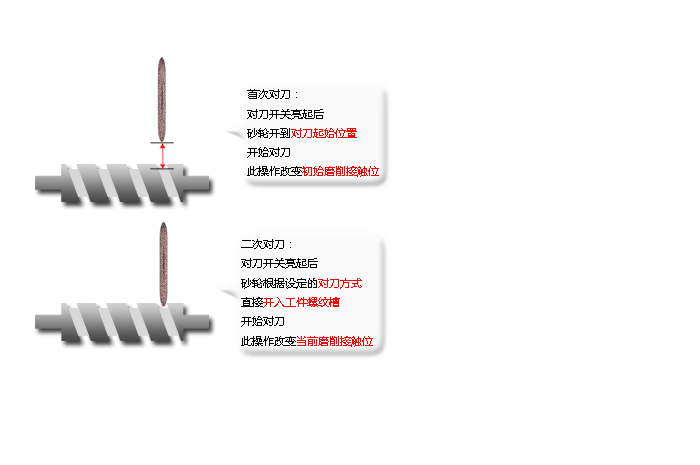 首次对刀：
对刀开关亮起后
砂轮开到对刀起始位置
开始对刀
此操作改变初始磨削接触位
二次对刀：
对刀开关亮起后
砂轮根据设定的对刀方式
直接开入工件螺纹槽
开始对刀
此操作改变当前磨削接触位